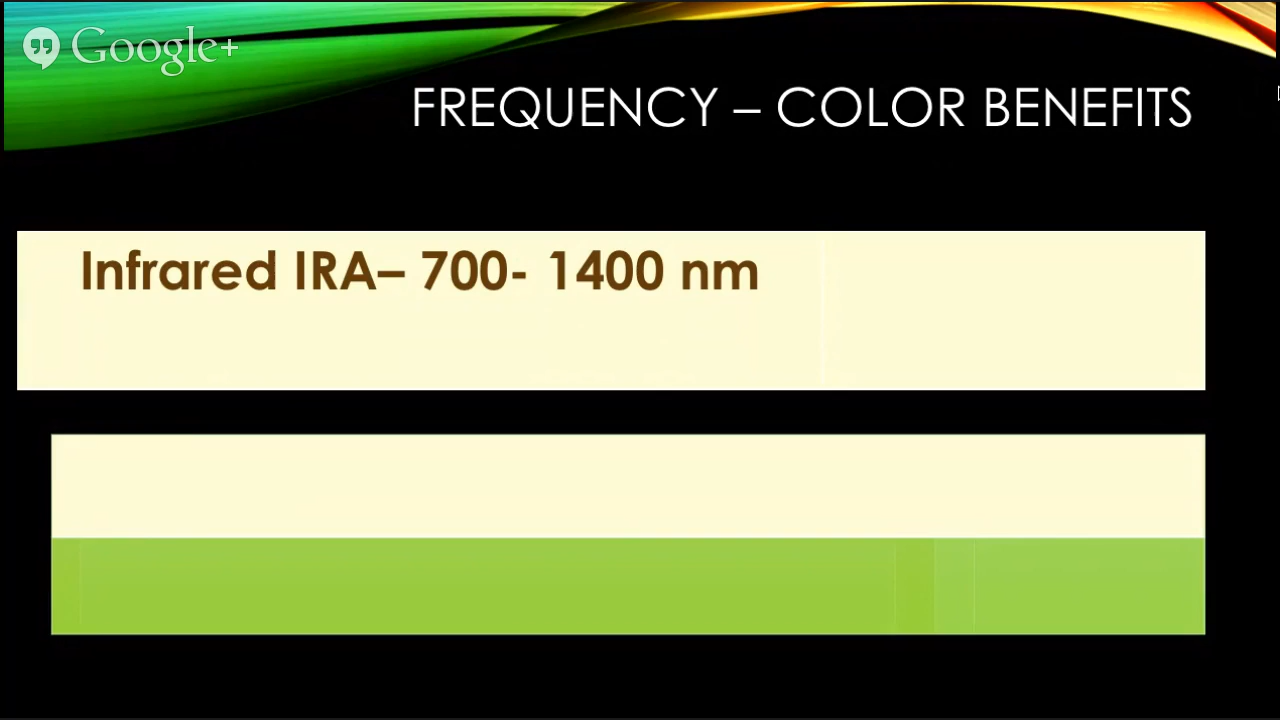 Google+
FREQUENCY – COLOR BENEFITS
Infrared IRA– 700- 1400 nm